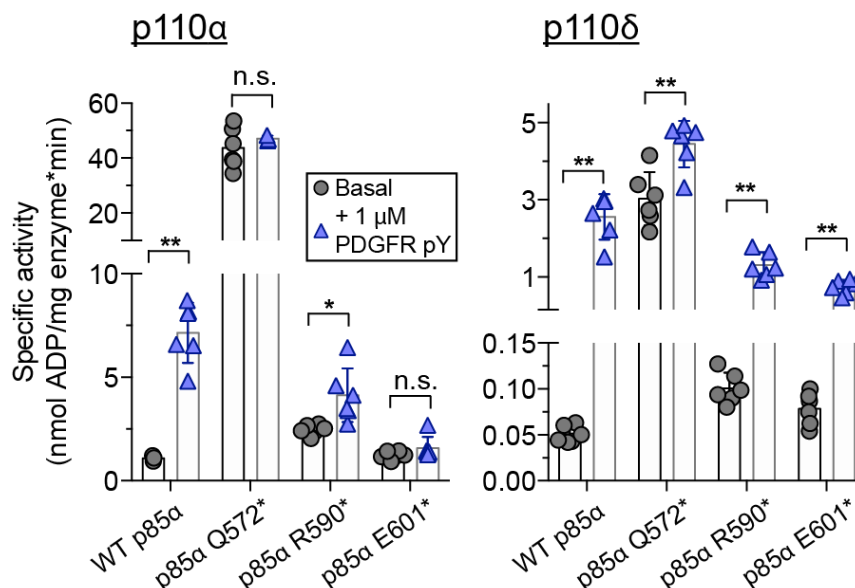 p110α
p110δ
n.s.
**
*
n.s.
**
**
**
**
Basal
+ 1 μM
PDGFR pY
Specific activity
(nmol ADP/mg enzyme*min)
60
40
20
10
5
0
5
3
1
0.15
0.10
0.05
0.00
WT p85α
p85α Q572*
p85α R590*
p85α E601*
WT p85α
p85α Q572*
p85α R590*
p85α E601*